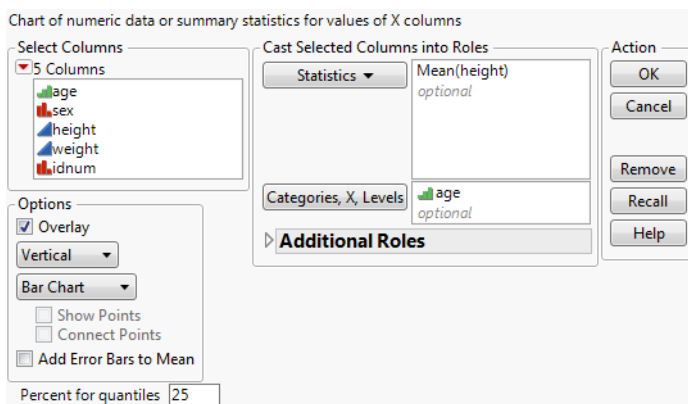 Chart of numeric data or summary statistics for values of X columns
Select Columns
5 Columns
age
sex
height
weight
idnum
Options
Overlay
Vertical
Bar Chart
Show Points
Connect Points
Add Error Bars to Mean
Percent for quantiles 25
Cast Selected Columns into Roles
Statistics
Mean(height)
optional
Categories, X, Levels
age
optional
Additional Roles
Action
OK
Cancel
Remove
Recall
Help